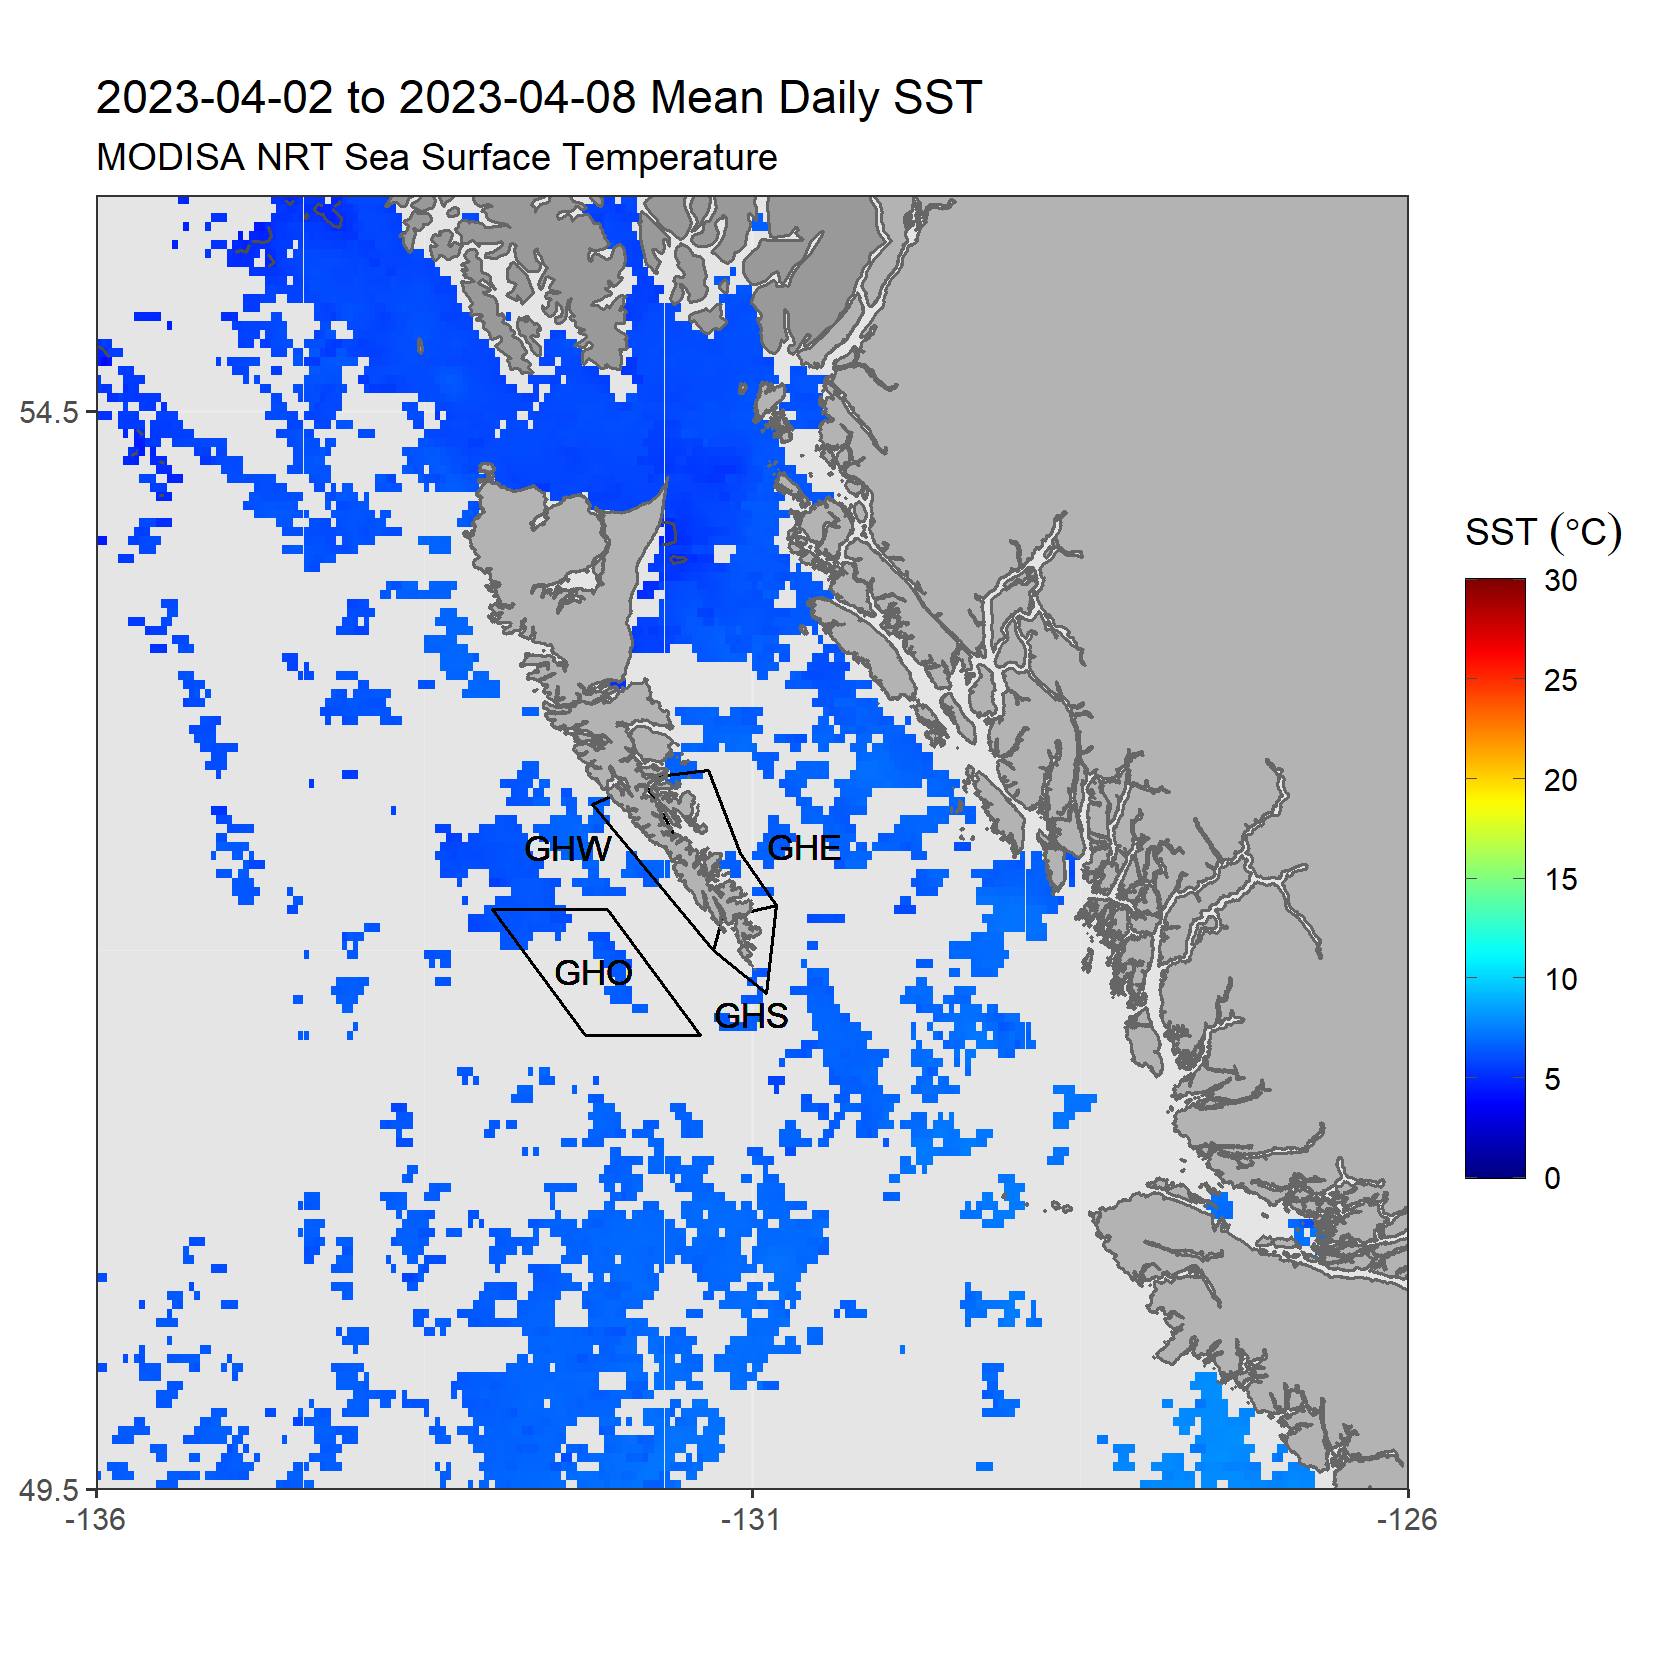 2023-04-02 to 2023-04-08 Mean Daily SST
MODISA NRT Sea Surface Temperature
54.5
49.5
-136
-131
-126
GHW
GHE
GHO
GHS
SST (°C)
30
25
20
15
10
5
0